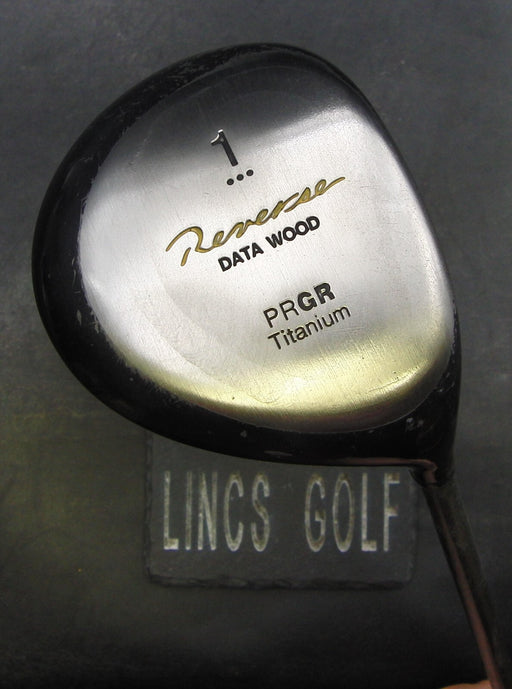 1
Reverse
DATA WOOD
PRGR
Titanium
LINCS GOLF